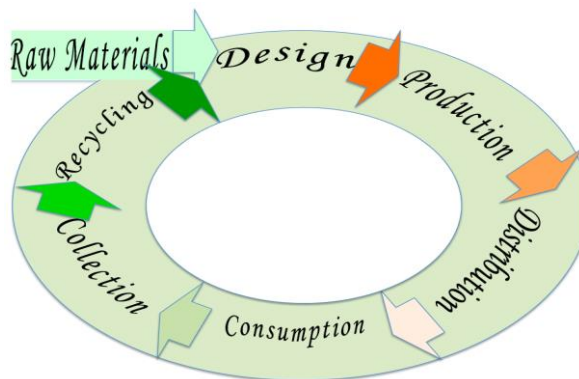 Raw Materials
Design
Production
Distribution
Consumption
Collection
Recycling